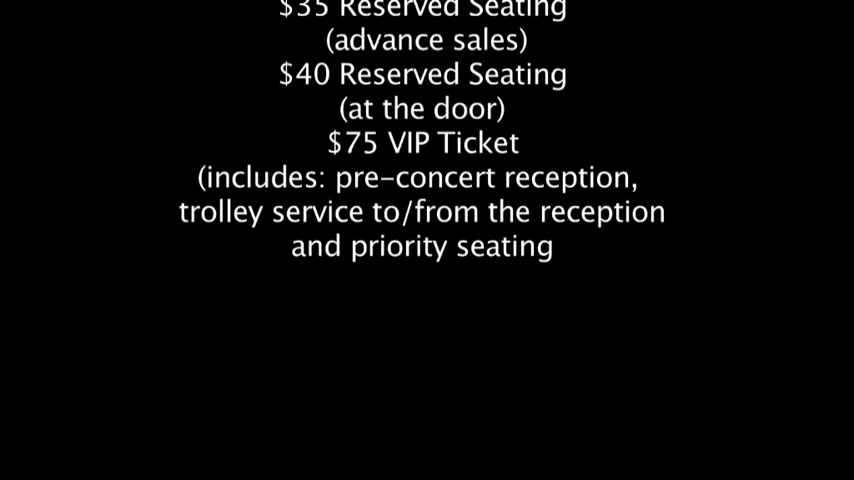 $35 Reserved Seating
(advance sales)
$40 Reserved Seating
(at the door)
$75 VIP Ticket
(includes: pre-concert reception,
trolley service to/from the reception
and priority seating